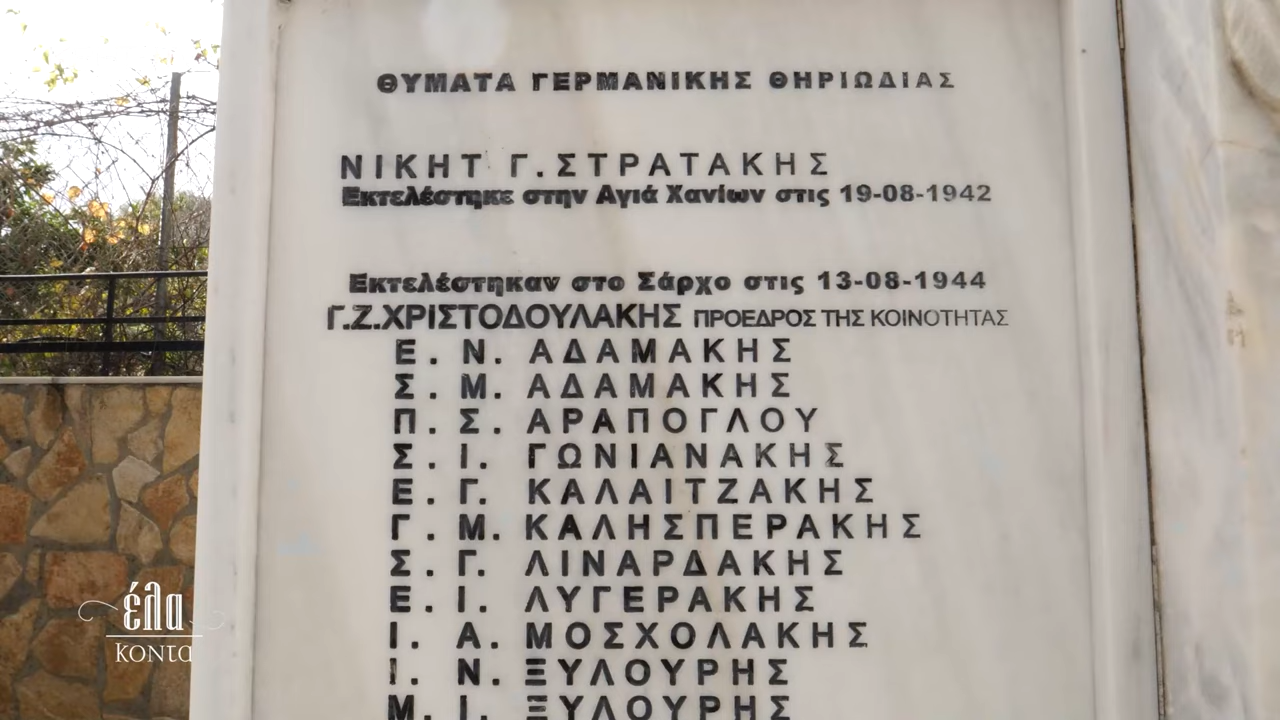 ΘΥΜΑΤΑ ΓΕΡΜΑΝΙΚΗΣ ΘΗΡΙΩΔΙΑΣ
ΝΙΚΗΤ Γ. ΣΤΡΑΤΑΚΗΣ
Εκτελέστηκε στην Αγιά Χανίων στις 19-08-1942
Εκτελέστηκαν στο Σάρχο στις 13-08-1944
Γ.Ζ.ΧΡΙΣΤΟΔΟΥΛΑΚΗΣ ΠΡΟΕΔΡΟΣ ΤΗΣ ΚΟΙΝΟΤΗΤΑΣ
Ε. Ν. ΑΔΑΜΑΚΗΣ
Σ. Μ. ΑΔΑΜΑΚΗΣ
Π. Σ. ΑΡΑΠΟΓΛΟΥ
Σ. Ι. ΓΩΝΙΑΝΑΚΗΣ
Ε. Γ. ΚΑΛΑΙΤΖΑΚΗΣ
Γ. Μ. ΚΑΛΗΣΠΕΡΑΚΗΣ
Σ. Γ. ΛΙΝΑΡΔΑΚΗΣ
Ε. Ι. ΛΥΓΕΡΑΚΗΣ
Ι. Α. ΜΟΣΧΟΛΑΚΗΣ
Ι. Ν. ΞΥΛΟΥΡΗΣ
Μ. Ι. ΞΥΛΟΥΡΗΣ
έλα
κοντα